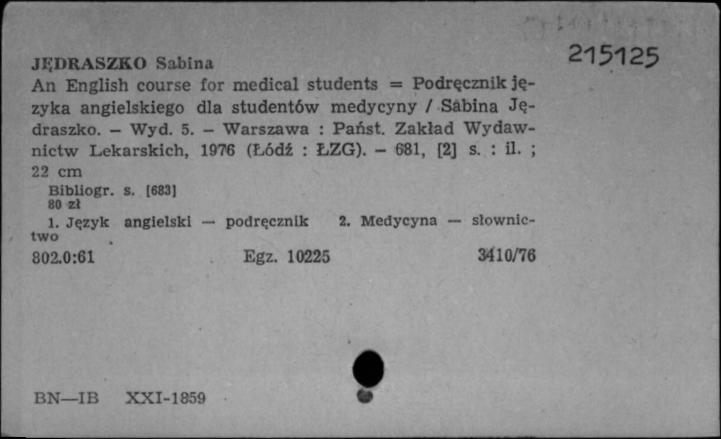 JĘDRASZKO Sabina
215125
An English course for medical students = Podręcznik ję-
zyka angielskiego dla studentów medycyny / Sabina Ję-
draszko. — Wyd. 5. — Warszawa : Państ. Zakład Wydaw-
nictw Lekarskich, 1976 (Łódź : ŁZG). — 681, [2] s. : il. ;
22 cm
Bibliogr. s. [683]
80 zł
1. Język angielski — podręcznik 2. Medycyna — słownic-
two
802.0:61 Egz. 10225 3410/76
BN—IB XXI-1859